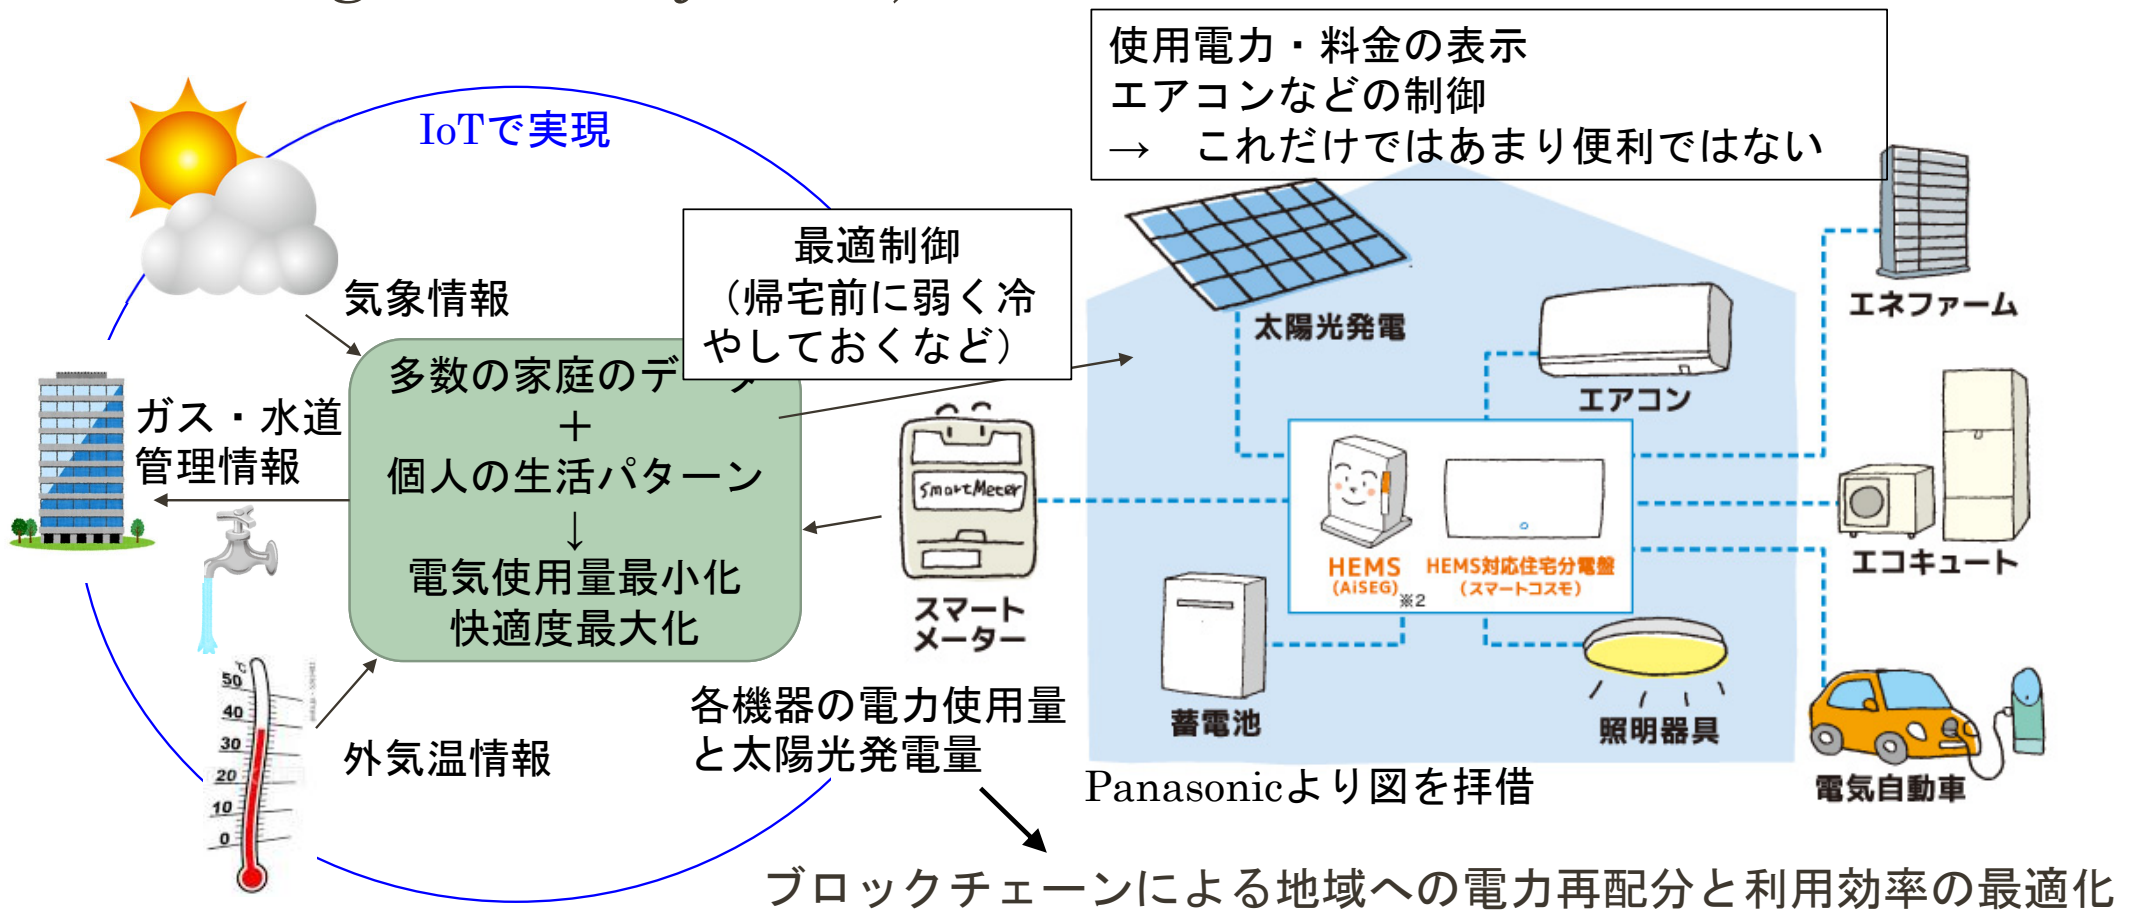 使用電力・料金の表示
エアコンなどの制御
→　これだけではあまり便利ではない
IoTで実現
最適制御
（帰宅前に弱く冷
やしておくなど）
気象情報
多数の家庭のデータ
＋
個人の生活パターン
↓
電気使用量最小化
快適度最大化
ガス・水道
管理情報
外気温情報
℃
50
40
30
20
10
0
SmartMeter
スマート
メーター
各機器の電力使用量
と太陽光発電量
太陽光発電
エアコン
エネファーム
エコキュート
HEMS
(AiSEG)
※2
HEMS対応住宅分電盤
(スマートコスモ)
蓄電池
照明器具
電気自動車
Panasonicより図を拝借
ブロックチェーンによる地域への電力再配分と利用効率の最適化